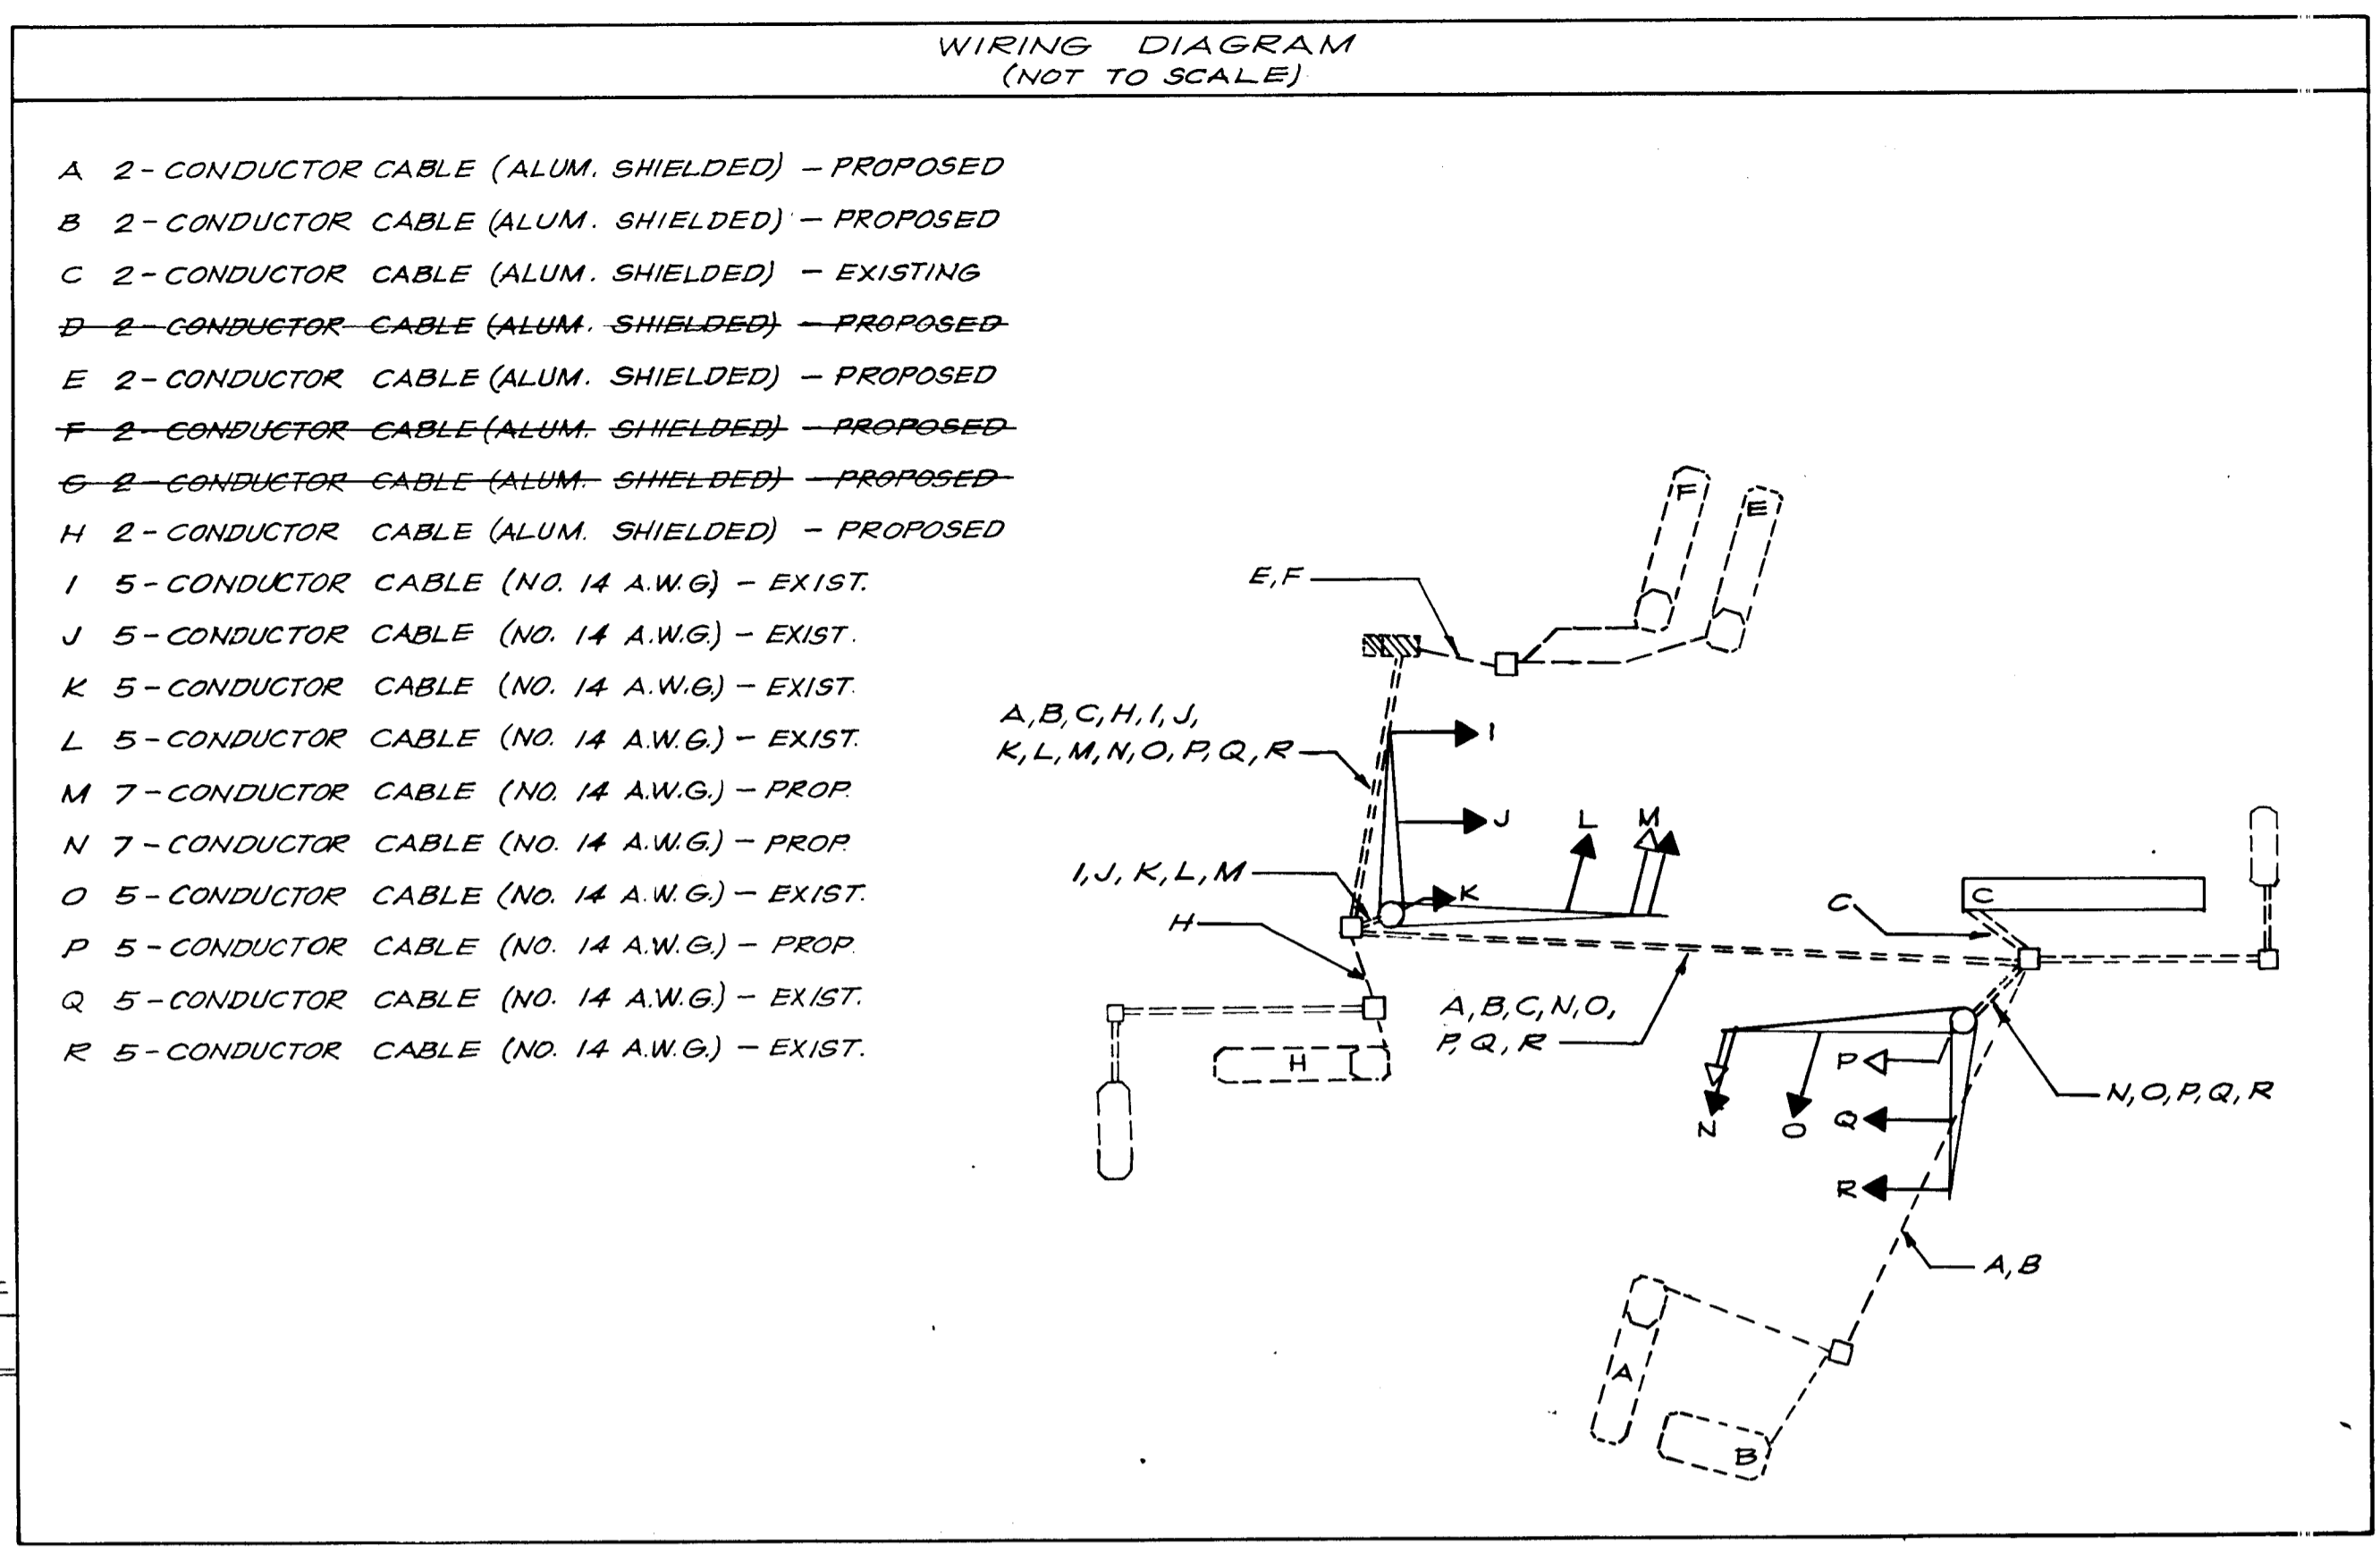 WIRING DIAGRAM
(NOT TO SCALE)
A 2-CONDUCTOR CABLE (ALUM. SHIELDED) - PROPOSED
B 2-CONDUCTOR CABLE (ALUM. SHIELDED) - PROPOSED
C 2-CONDUCTOR CABLE (ALUM. SHIELDED) - EXISTING
D 2-CONDUCTOR CABLE (ALUM. SHIELDED) - PROPOSED
E 2-CONDUCTOR CABLE (ALUM. SHIELDED) - PROPOSED
F 2-CONDUCTOR CABLE (ALUM. SHIELDED) - PROPOSED
G 2-CONDUCTOR CABLE (ALUM. SHIELDED) - PROPOSED
H 2-CONDUCTOR CABLE (ALUM. SHIELDED) - PROPOSED
I 5-CONDUCTOR CABLE (NO. 14 A.W.G) - EXIST.
J 5-CONDUCTOR CABLE (NO. 14 A.W.G.) - EXIST.
K 5-CONDUCTOR CABLE (NO. 14 A.W.G.) - EXIST.
L 5-CONDUCTOR CABLE (NO. 14 A.W.G.) - EXIST.
M 7-CONDUCTOR CABLE (NO. 14 A.W.G.) - PROP.
N 7-CONDUCTOR CABLE (NO. 14 A.W.G.) - PROP.
O 5-CONDUCTOR CABLE (NO. 14 A.W.G.) - EXIST.
P 5-CONDUCTOR CABLE (NO. 14 A.W.G.) - PROP.
Q 5-CONDUCTOR CABLE (NO. 14 A.W.G.) - EXIST.
R 5-CONDUCTOR CABLE (NO. 14 A.W.G.) - EXIST.
F
E
E, F
A, B, C, H, I, J,
K, L, M, N, O, P, Q, R
I
J
L
M
I, J, K, L, M
K
H
C
C
A, B, C, N, O,
P, Q, R
H
P
N, O, P, Q, R
N
O
Q
R
A, B
A
B